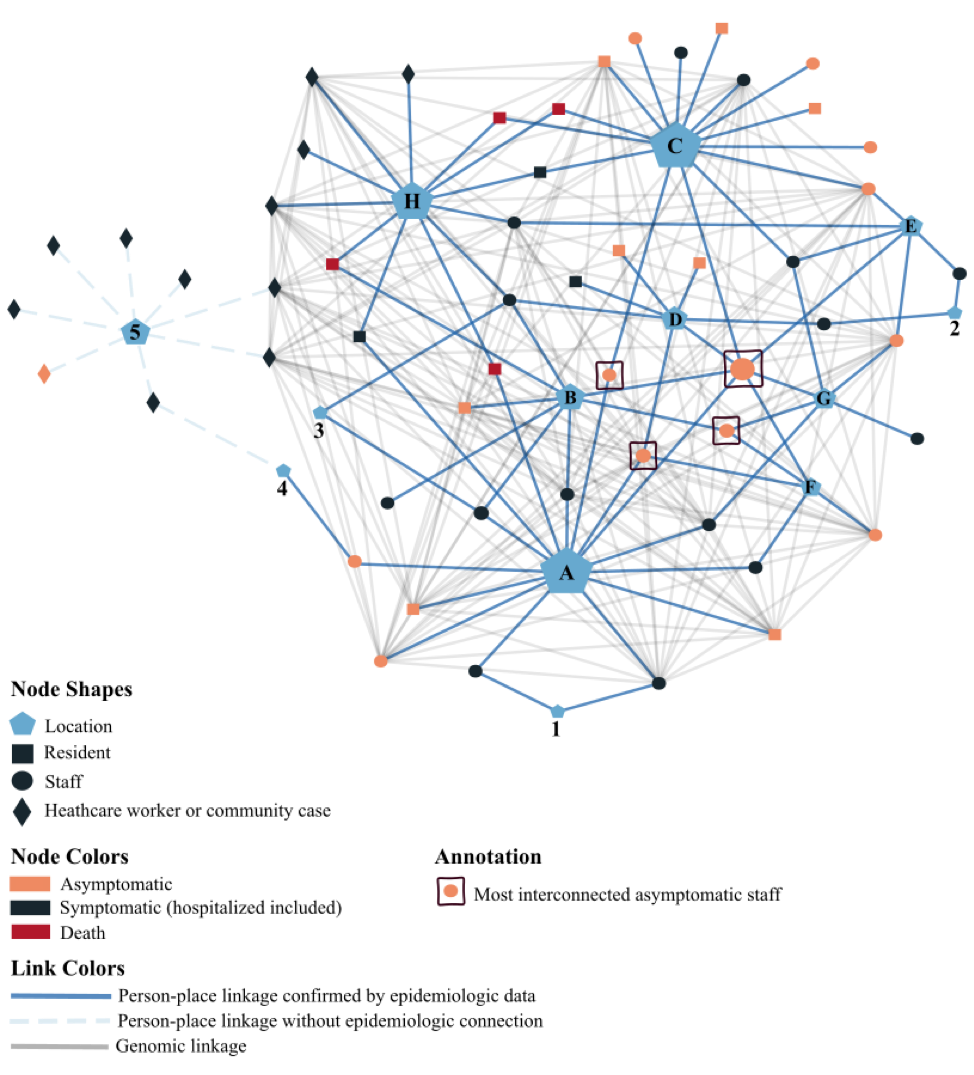 C
H
E
5
D
2
B
G
3
4
F
A
1
Node Shapes
Location
Resident
Staff
Heathcare worker or community case
Node Colors
Asymptomatic
Symptomatic (hospitalized included)
Death
Annotation
Most interconnected asymptomatic staff
Link Colors
Person-place linkage confirmed by epidemiologic data
Person-place linkage without epidemiologic connection
Genomic linkage